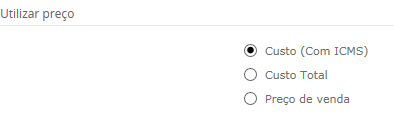 Utilizar preço
Custo (Com ICMS)
Custo Total
Preço de venda